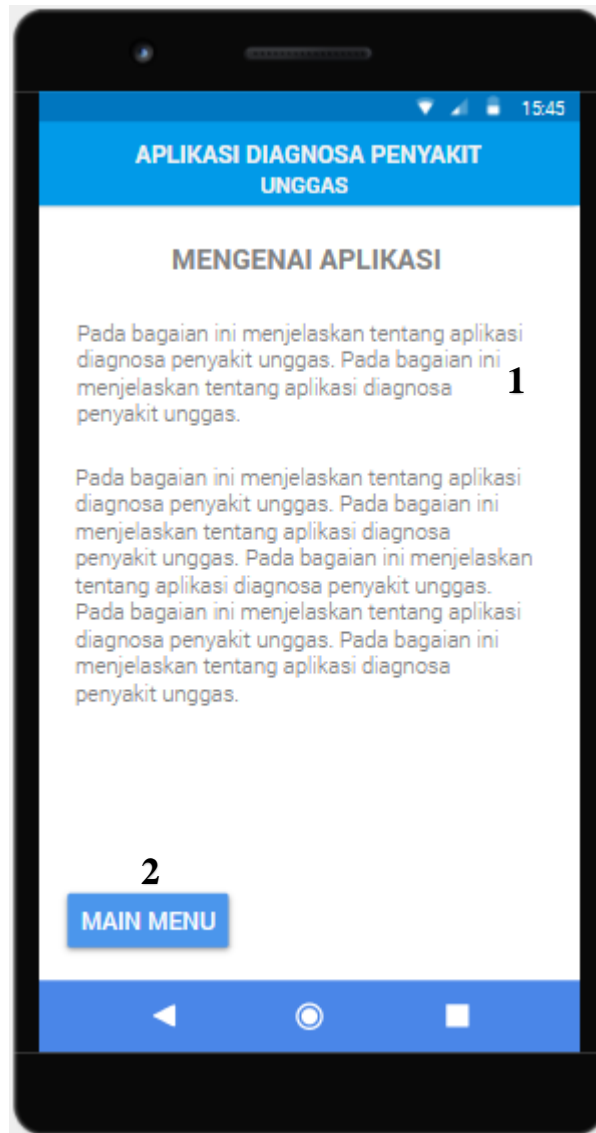 15:45
APLIKASI DIAGNOSA PENYAKIT
UNGGAS
MENGENAI APLIKASI
Pada bagaian ini menjelaskan tentang aplikasi
diagnosa penyakit unggas. Pada bagaian ini
menjelaskan tentang aplikasi diagnosa
penyakit unggas.
1
Pada bagaian ini menjelaskan tentang aplikasi
diagnosa penyakit unggas. Pada bagaian ini
menjelaskan tentang aplikasi diagnosa
penyakit unggas. Pada bagaian ini menjelaskan
tentang aplikasi diagnosa penyakit unggas.
Pada bagaian ini menjelaskan tentang aplikasi
diagnosa penyakit unggas. Pada bagaian ini
menjelaskan tentang aplikasi diagnosa
penyakit unggas.
2
MAIN MENU